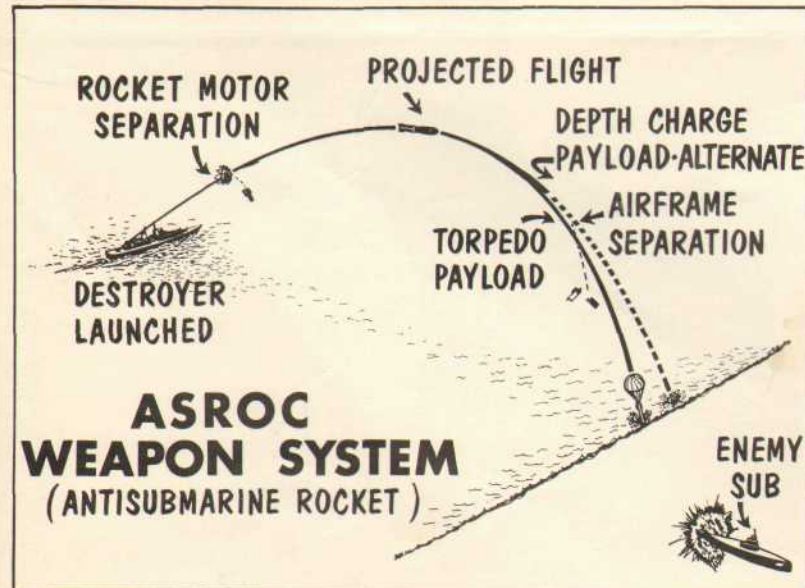 ROCKET MOTOR
SEPARATION
PROJECTED FLIGHT
DEPTH CHARGE
PAYLOAD·ALTERNATE
AIRFRAME
SEPARATION
TORPEDO
PAYLOAD
DESTROYER
LAUNCHED
ASROC
WEAPON SYSTEM
(ANTISUBMARINE ROCKET)
ENEMY
SUB